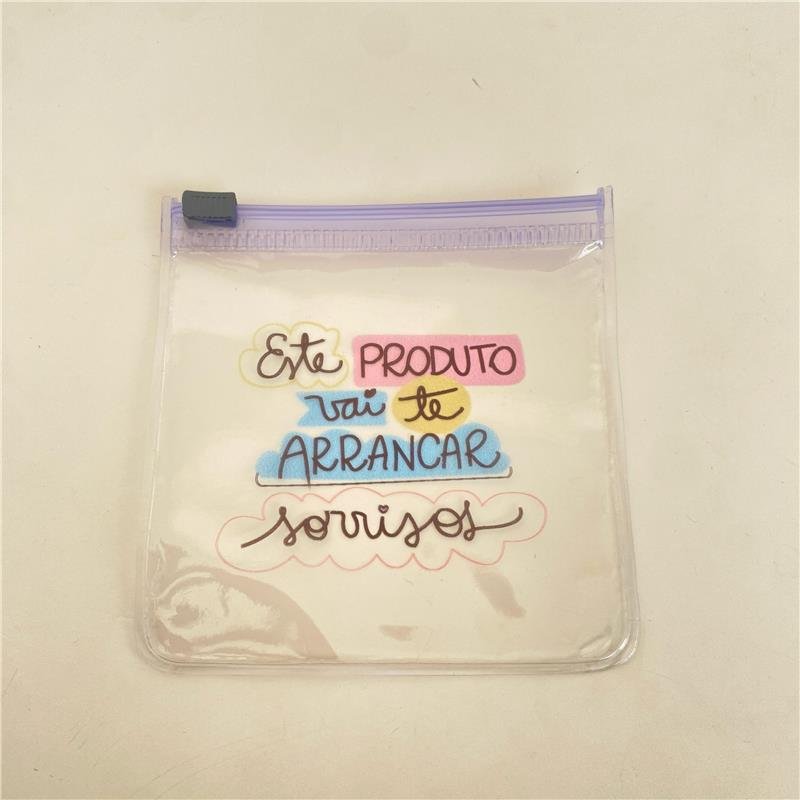 Este PRODUTO
vai te
ARRANCAR
sorrisos